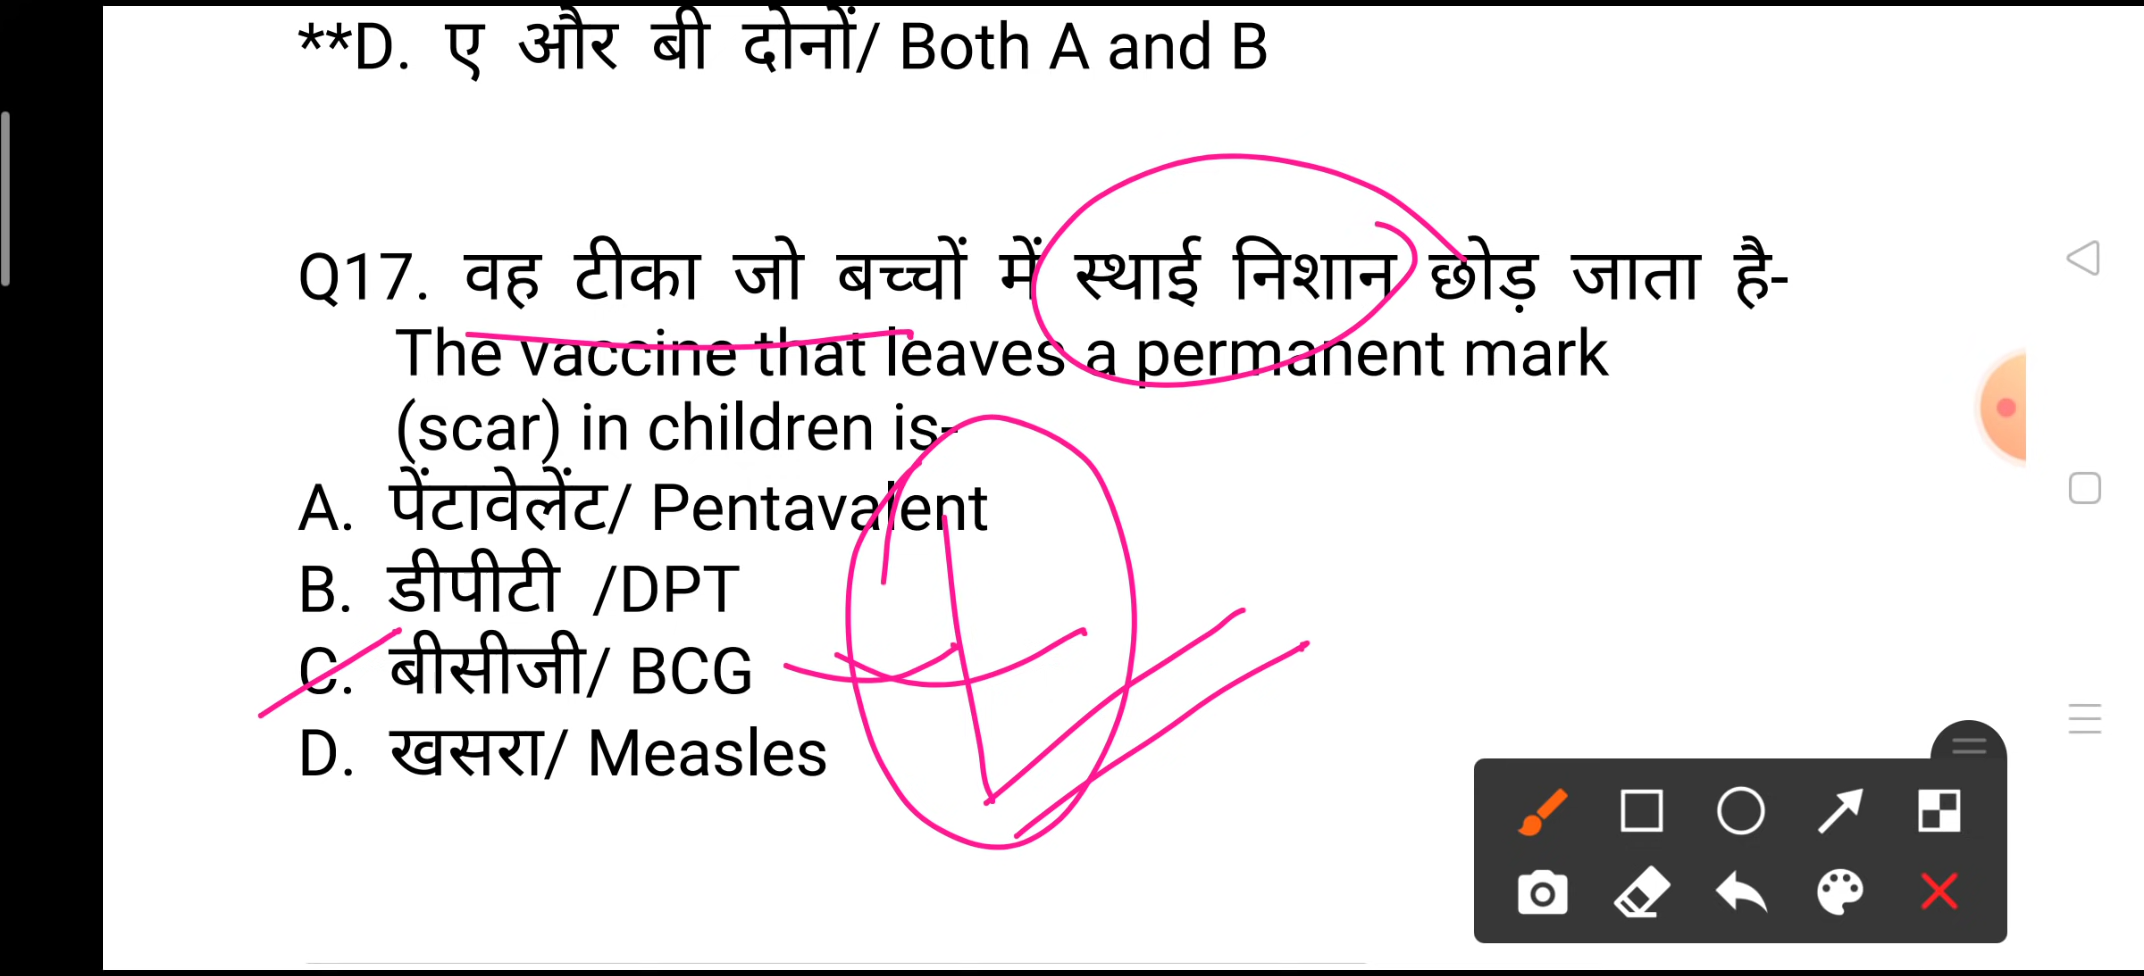 **D. ए और बी दोनों/ Both A and B
Q17. वह टीका जो बच्चों में स्थाई निशान छोड़ जाता है-
The vaccine that leaves a permanent mark
(scar) in children is-
A. पेंटावेलेंट/ Pentavalent
B. डीपीटी /DPT
C. बीसीजी/ BCG
D. खसरा/ Measles